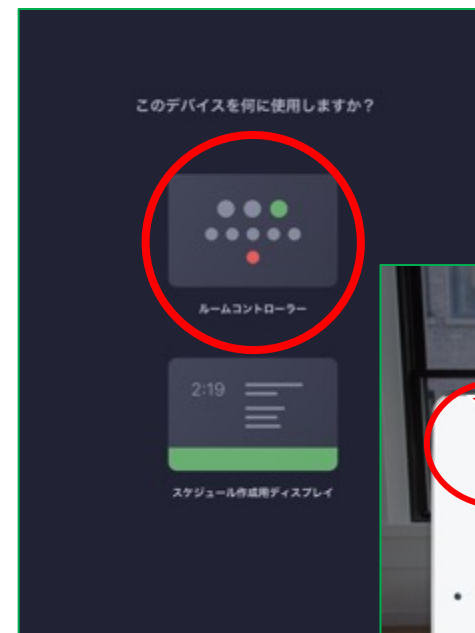 このデバイスを何に使用しますか？
ルームコントローラー
2:19
スケジュール作成用ディスプレイ